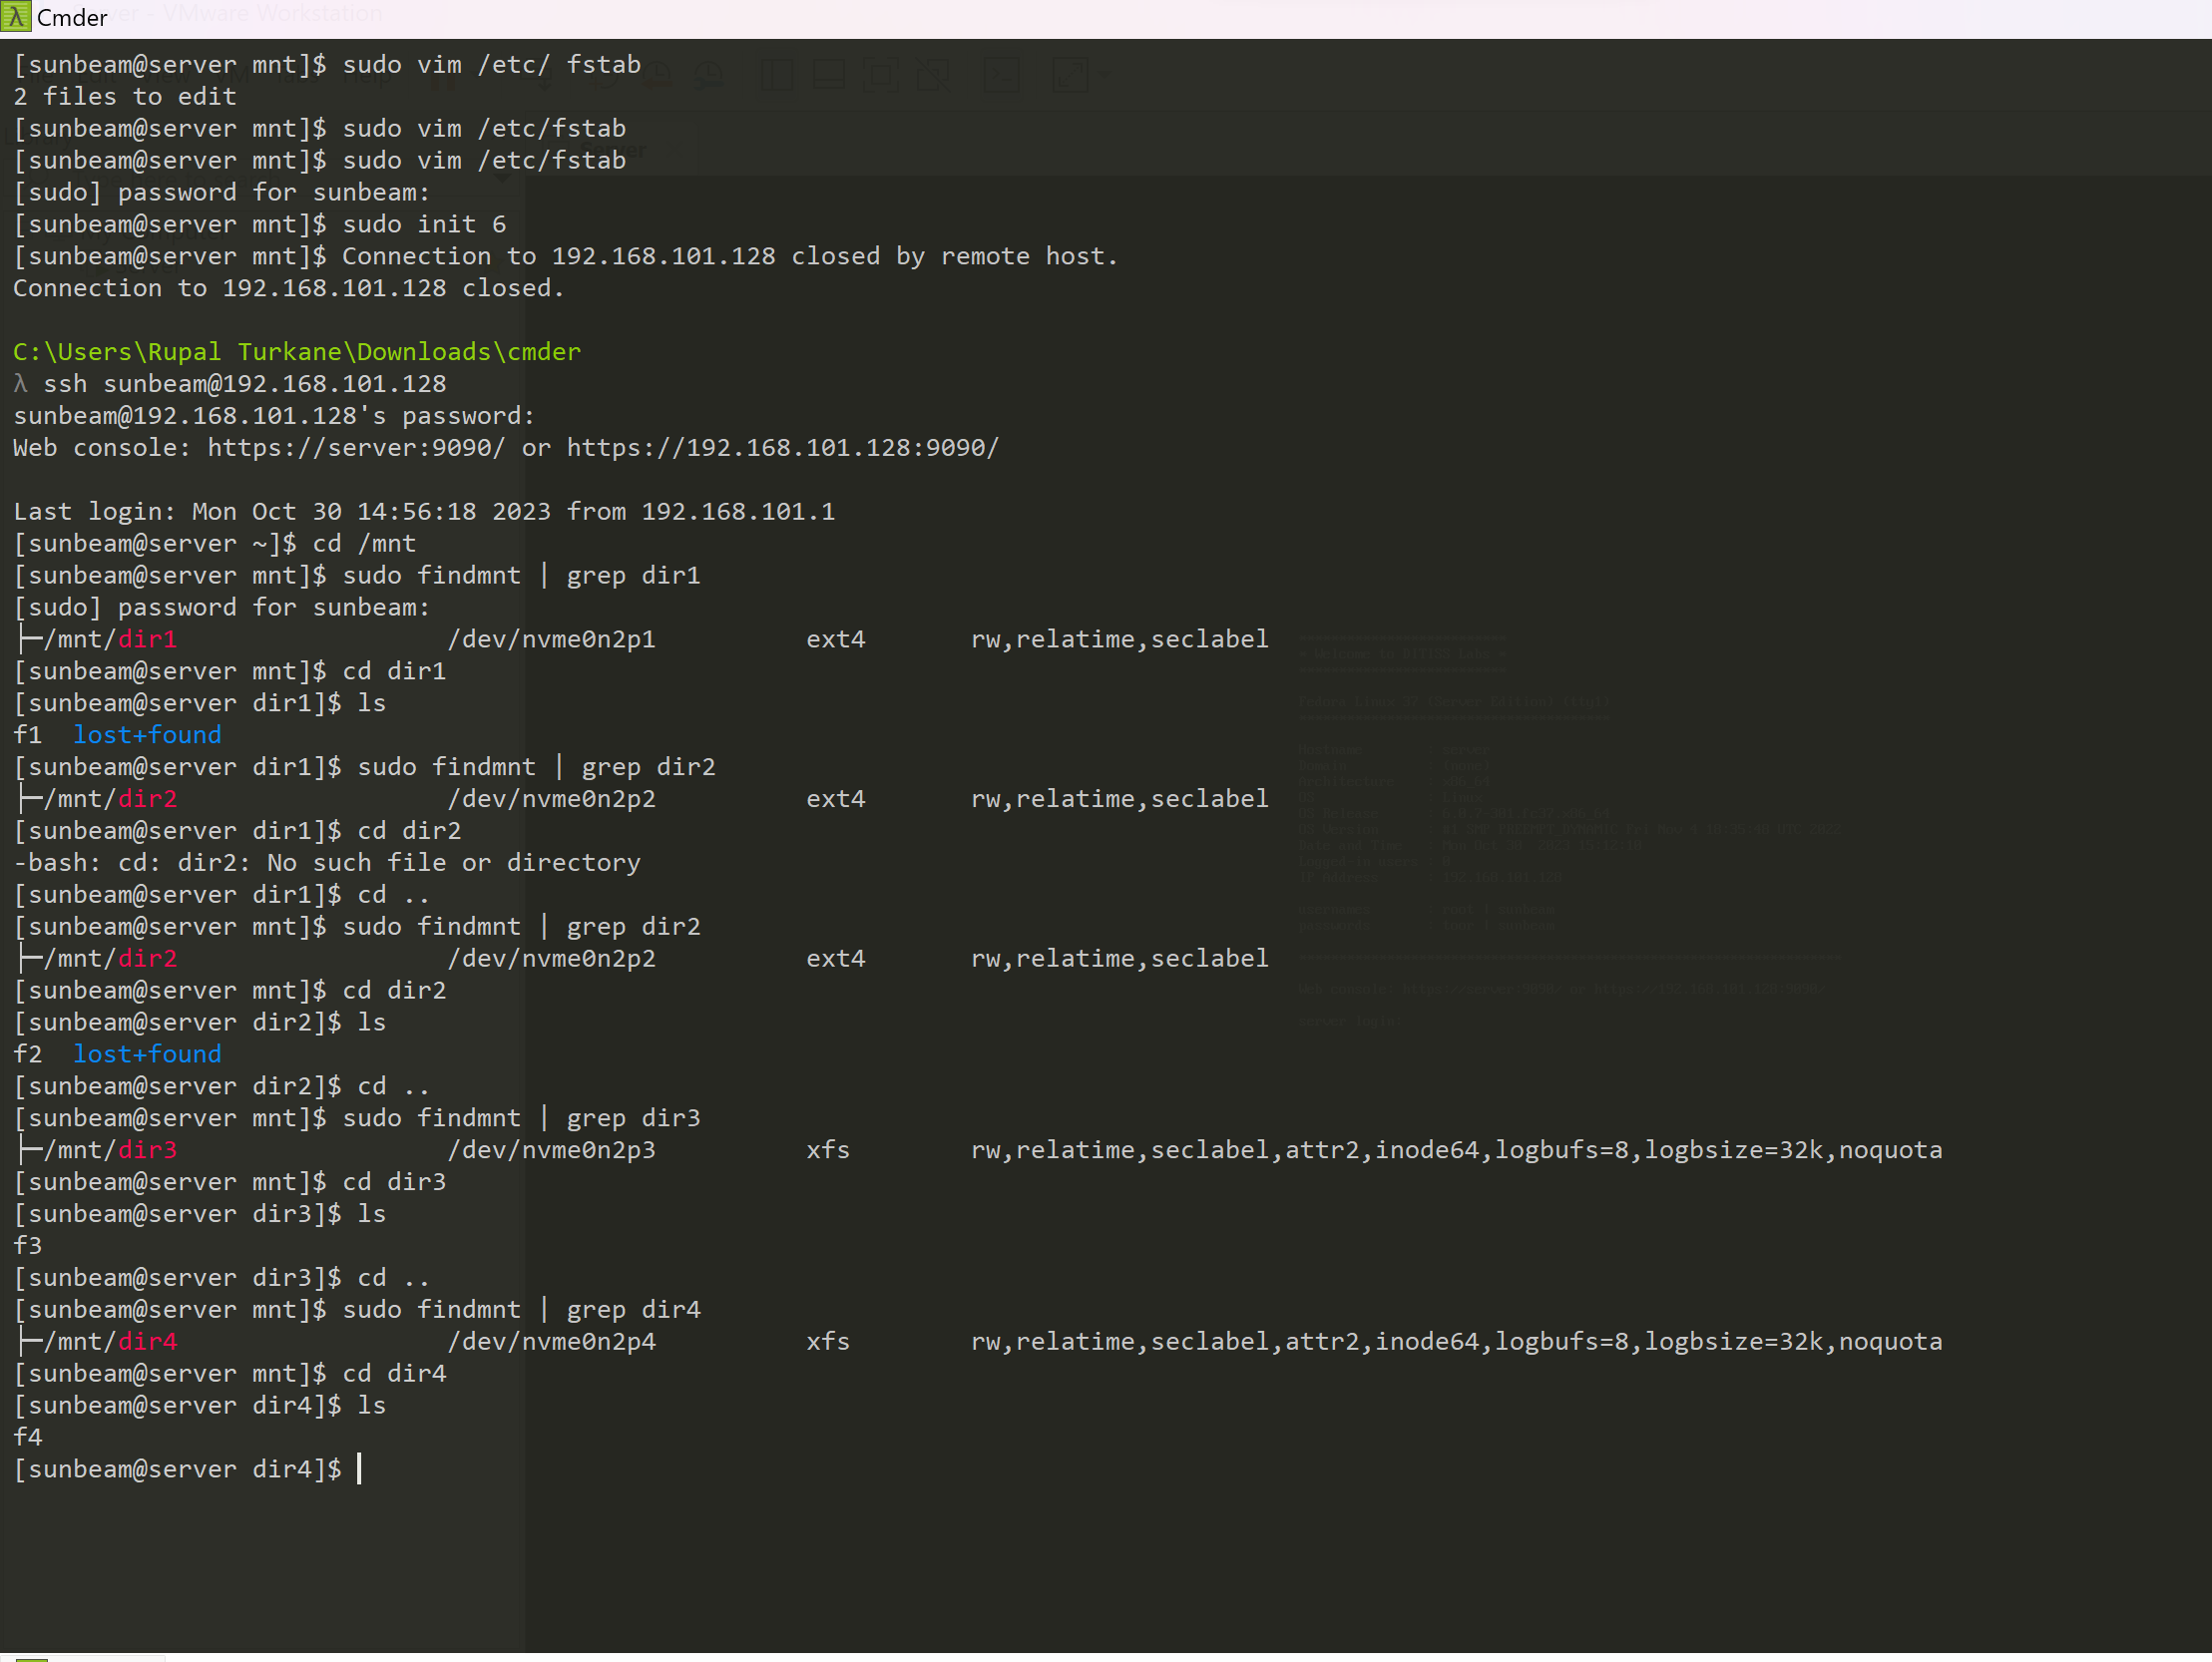 Cmder
Server - VMware Workstation
[sunbeam@server mnt]$ sudo vim /etc/ fstab
2 files to edit
[sunbeam@server mnt]$ sudo vim /etc/fstab
Server
[sunbeam@server mnt]$ sudo vim /etc/fstab
[sudo] password for sunbeam:
[sunbeam@server mnt]$ sudo init 6
[sunbeam@server mnt]$ Connection to 192.168.101.128 closed by remote host.
Connection to 192.168.101.128 closed.
C:\Users\Rupal Turkane\Downloads\cmder
λ ssh sunbeam@192.168.101.128
sunbeam@192.168.101.128's password:
Web console: https://server:9090/ or https://192.168.101.128:9090/
Last login: Mon Oct 30 14:56:18 2023 from 192.168.101.1
[sunbeam@server ~]$ cd /mnt
[sunbeam@server mnt]$ sudo findmnt | grep dir1
[sudo] password for sunbeam:
├─/mnt/dir1 /dev/nvme0n2p1 ext4 rw,relatime,seclabel
[sunbeam@server mnt]$ cd dir1
[sunbeam@server dir1]$ ls
f1 lost+found
[sunbeam@server dir1]$ sudo findmnt | grep dir2
├─/mnt/dir2 /dev/nvme0n2p2 ext4 rw,relatime,seclabel
[sunbeam@server dir1]$ cd dir2
-bash: cd: dir2: No such file or directory
[sunbeam@server dir1]$ cd ..
[sunbeam@server mnt]$ sudo findmnt | grep dir2
├─/mnt/dir2 /dev/nvme0n2p2 ext4 rw,relatime,seclabel
[sunbeam@server mnt]$ cd dir2
[sunbeam@server dir2]$ ls
f2 lost+found
[sunbeam@server dir2]$ cd ..
[sunbeam@server mnt]$ sudo findmnt | grep dir3
├─/mnt/dir3 /dev/nvme0n2p3 xfs rw,relatime,seclabel,attr2,inode64,logbufs=8,logbsize=32k,noquota
[sunbeam@server mnt]$ cd dir3
[sunbeam@server dir3]$ ls
f3
[sunbeam@server dir3]$ cd ..
[sunbeam@server mnt]$ sudo findmnt | grep dir4
├─/mnt/dir4 /dev/nvme0n2p4 xfs rw,relatime,seclabel,attr2,inode64,logbufs=8,logbsize=32k,noquota
[sunbeam@server mnt]$ cd dir4
[sunbeam@server dir4]$ ls
f4
[sunbeam@server dir4]$